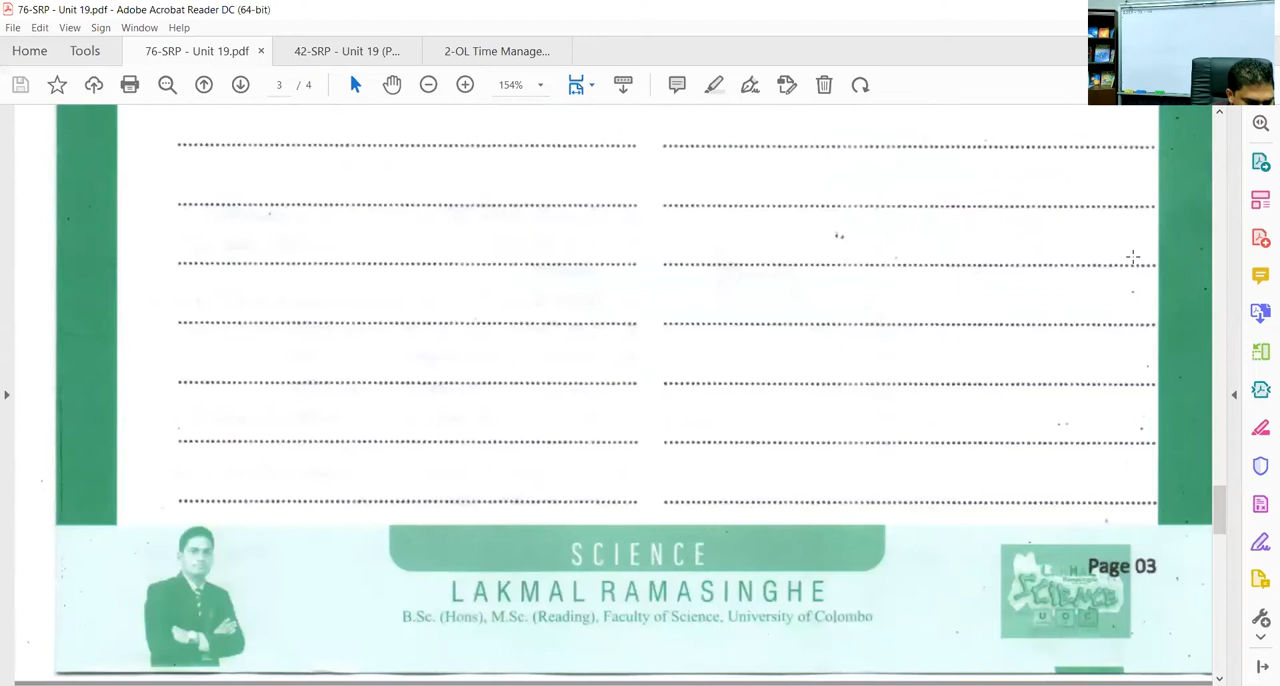 76-SRP - Unit 19.pdf - Adobe Acrobat Reader DC (64-bit)
File Edit View Sign Window Help
Home Tools 76-SRP - Unit 19.pdf × 42-SRP - Unit 19 (P... 2-OL Time Manage...
3 / 4 154%
SCIENCE
LAKMAL RAMASINGHE
B.Sc. (Hons), M.Sc. (Reading), Faculty of Science, University of Colombo
Page 03
SCIENCE
UOC